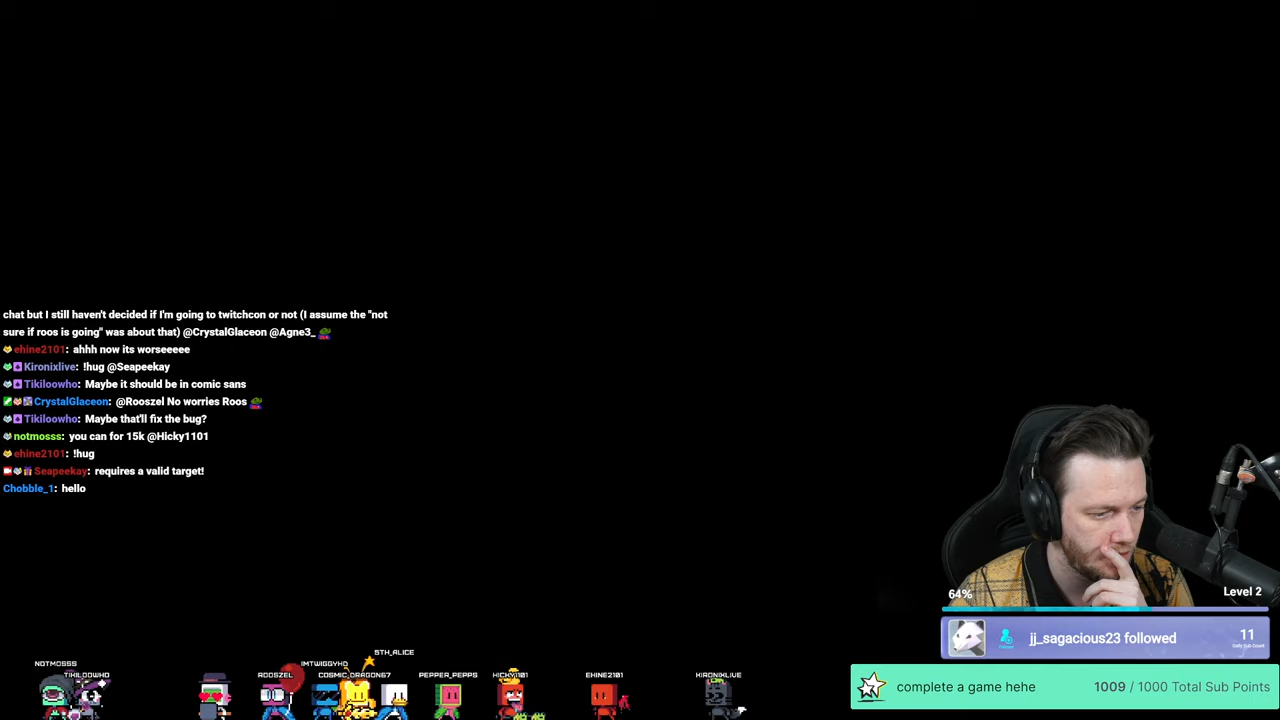 chat but I still haven't decided if I'm going to twitchcon or not (I assume the "not
sure if roos is going" was about that) @CrystalGlaceon @Agne3_
ehine2101: ahhh now its worseeeee
Kironixlive: !hug @Seapeekay
Tikiloowho: Maybe it should be in comic sans
CrystalGlaceon: @Rooszel No worries Roos
Tikiloowho: Maybe that'll fix the bug?
notmosss: you can for 15k @Hicky1101
ehine2101: !hug
Seapeekay: requires a valid target!
Chobble_1: hello
64%
Level 2
jj_sagacious23 followed
11
Daily Sub Count
complete a game hehe
1009 / 1000 Total Sub Points
STH_ALICE
NOTMOSSS
IMTWIGGYHD
TIKILOOWHO
ROOSZEL
COSMIC_DRAGON67
PEPPER_PEPPS
HICKY1101
EHINE2101
KIRONIXLIVE